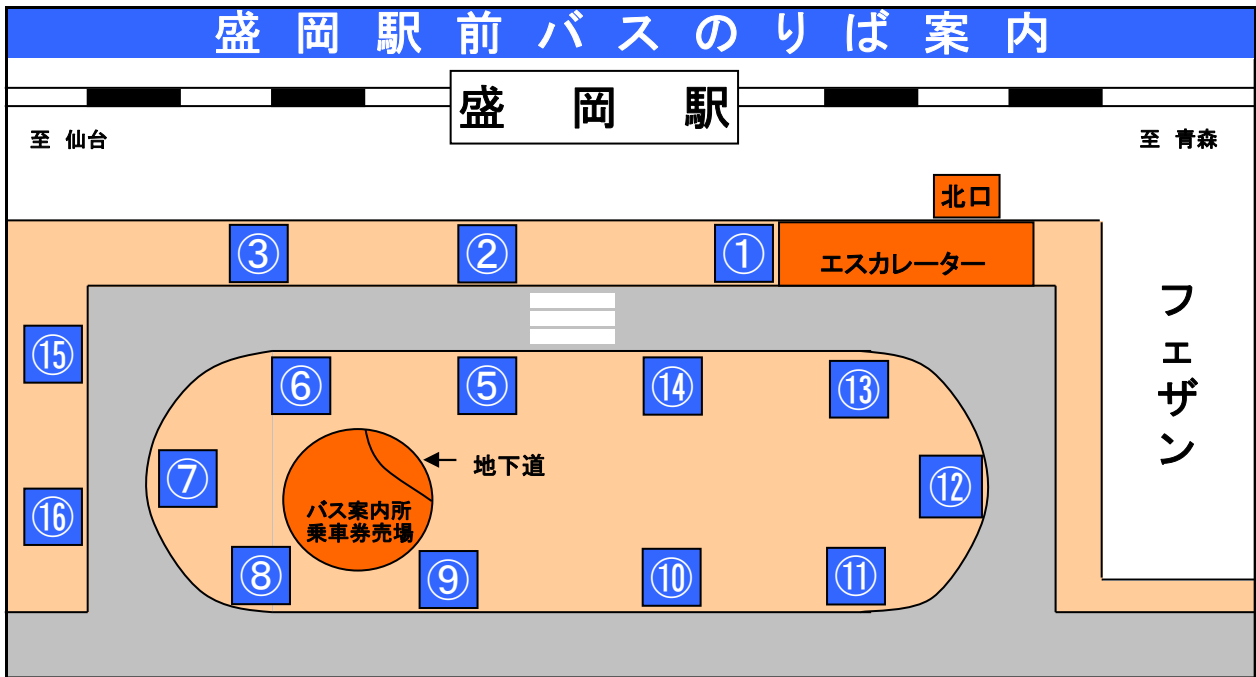 盛岡駅前バスのりば案内
盛岡駅
至 仙台
至 青森
北口
③
②
①
エスカレーター
フェザン
⑮
⑥
⑤
⑭
⑬
地下道
⑦
⑫
⑯
バス案内所
乗車券売場
⑧
⑨
⑩
⑪